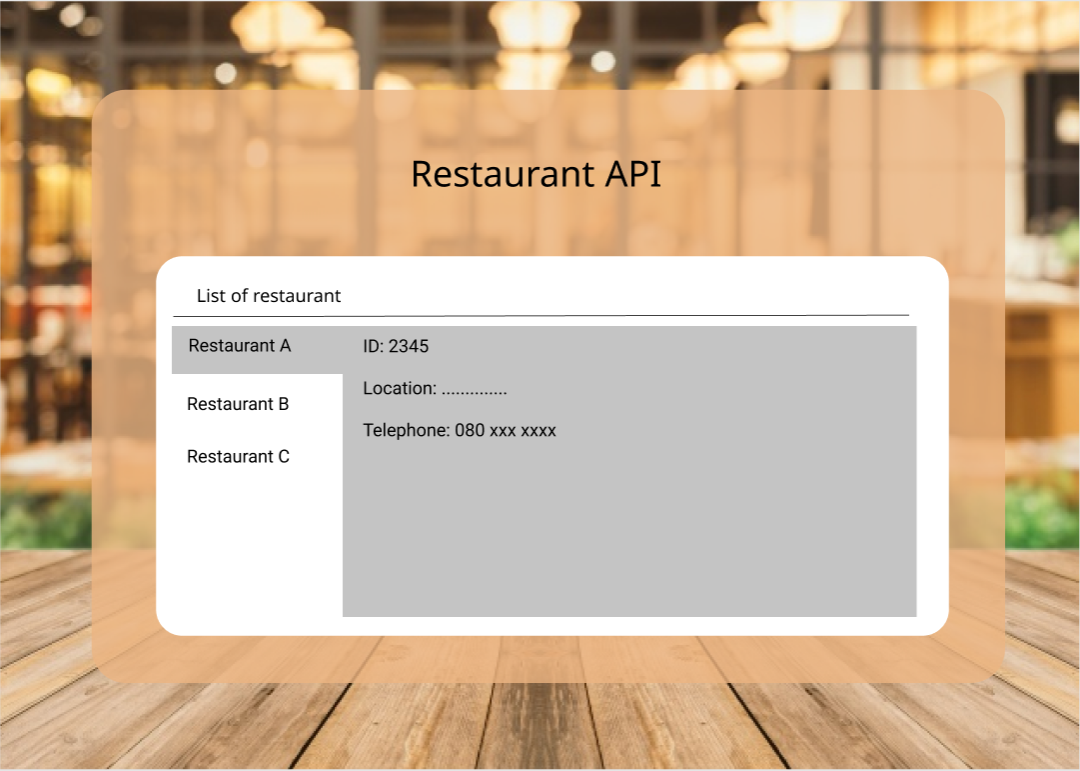 Restaurant API
List of restaurant
Restaurant A
ID: 2345
Location: ..............
Telephone: 080 xxx xxxx
Restaurant B
Restaurant C